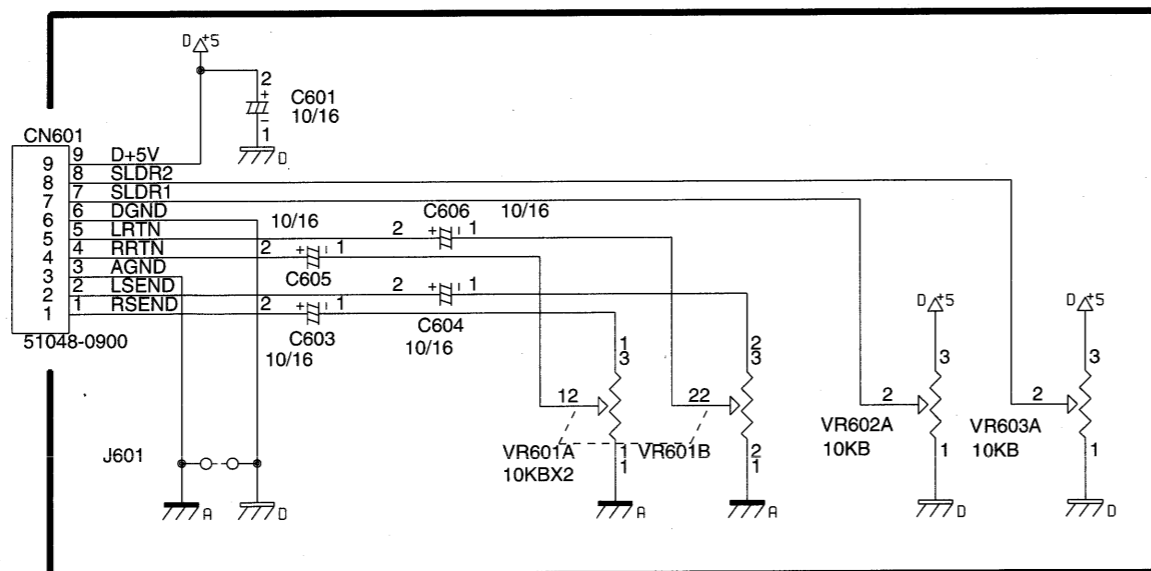 D +5
2
+
C601
10/16
-
1
D
CN601
9 9 D+5V
8 8 SLDR2
7 7 SLDR1
6 6 DGND
5 5 LRTN
4 4 RRTN
3 3 AGND
2 2 LSEND
1 1 RSEND
51048-0900
10/16 C606 10/16
2 + - 1
2 + - 1
C605
2 + - 1
C604
10/16
2 + - 1
C603
10/16
D +5 D +5
1
3
2
3
3 3
12 22 2 2
VR601A
10KBX2
VR601B
VR602A
10KB
VR603A
10KB
1
1
2
1
1 1
J601
A D A A D D